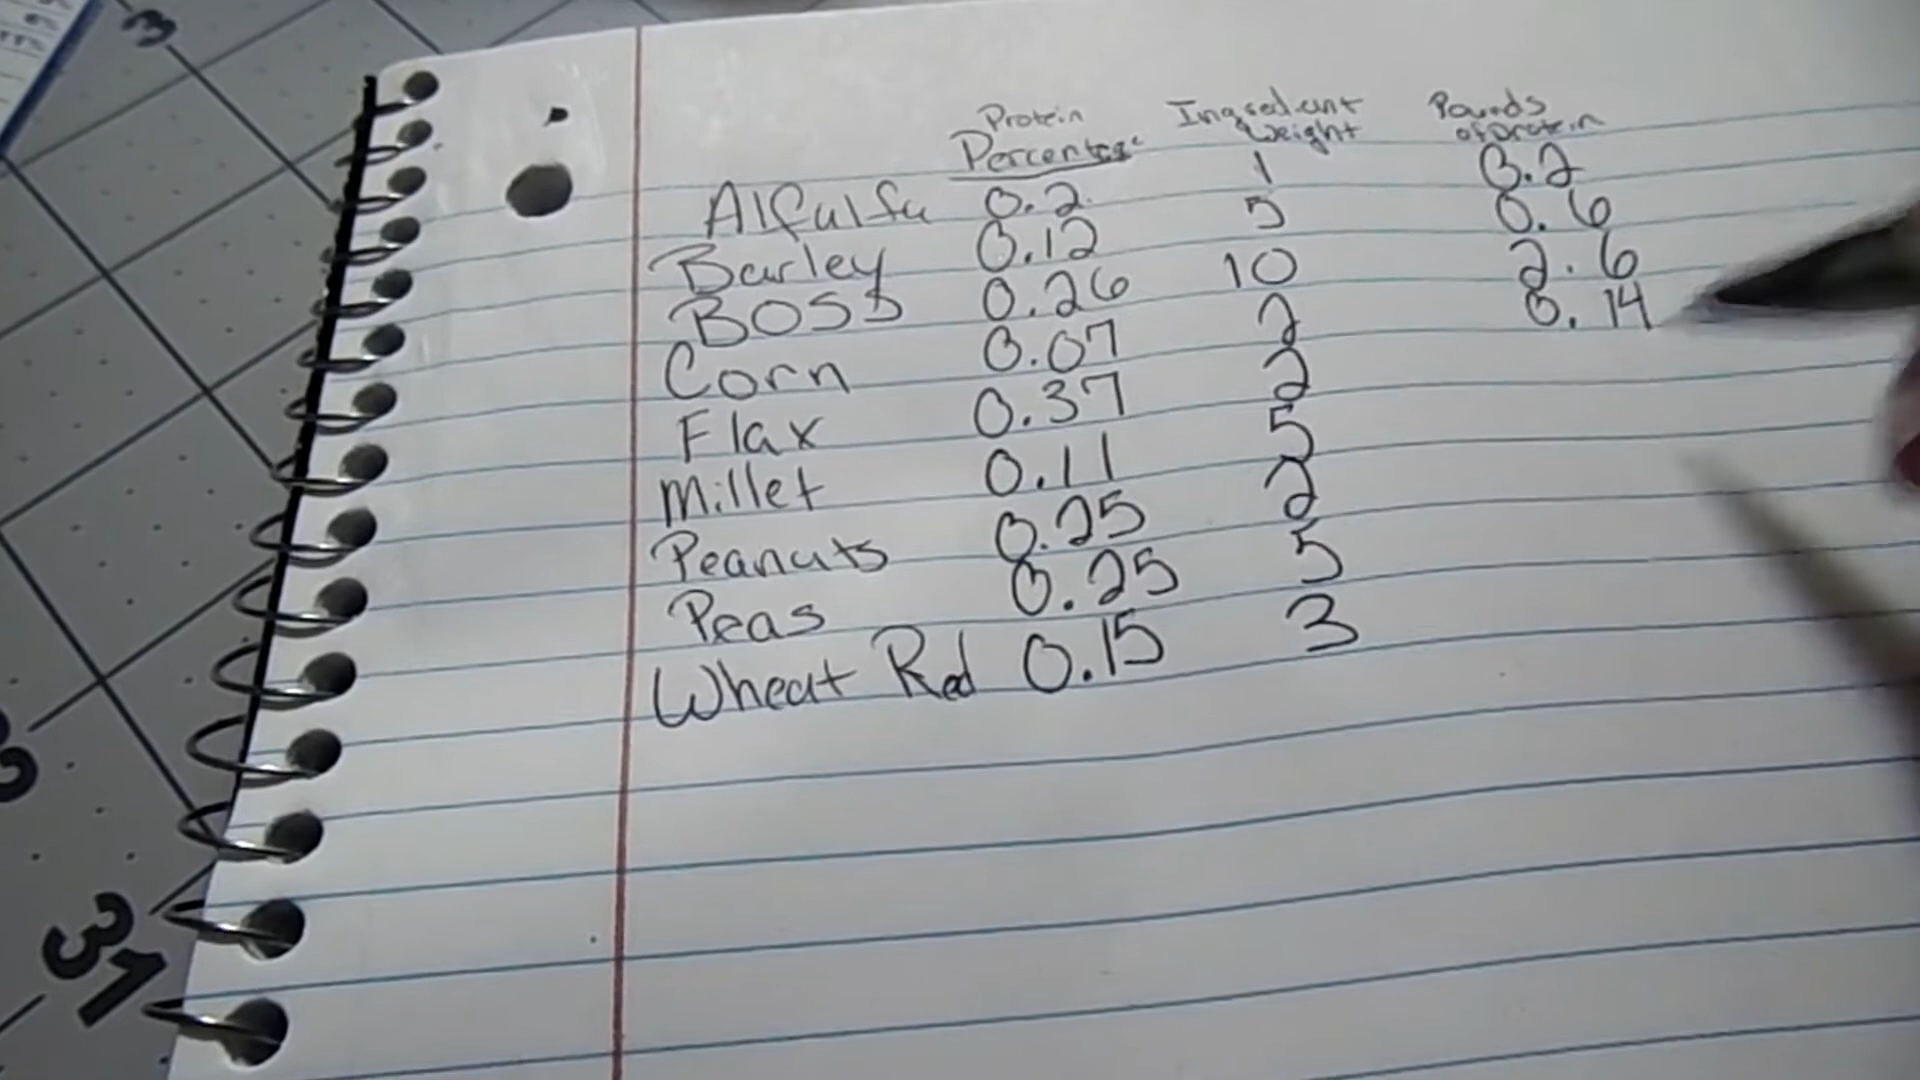 3
Protein Percentage Ingredient Weight Pounds of protein
Alfalfa 0.2 1 0.2
Barley 0.12 5 0.6
BOSS 0.26 10 2.6
Corn 0.07 2 0.14
Flax 0.37 2
Millet 0.11 5
Peanuts 0.25 2
Peas 0.25 5
Wheat Red 0.15 3
31